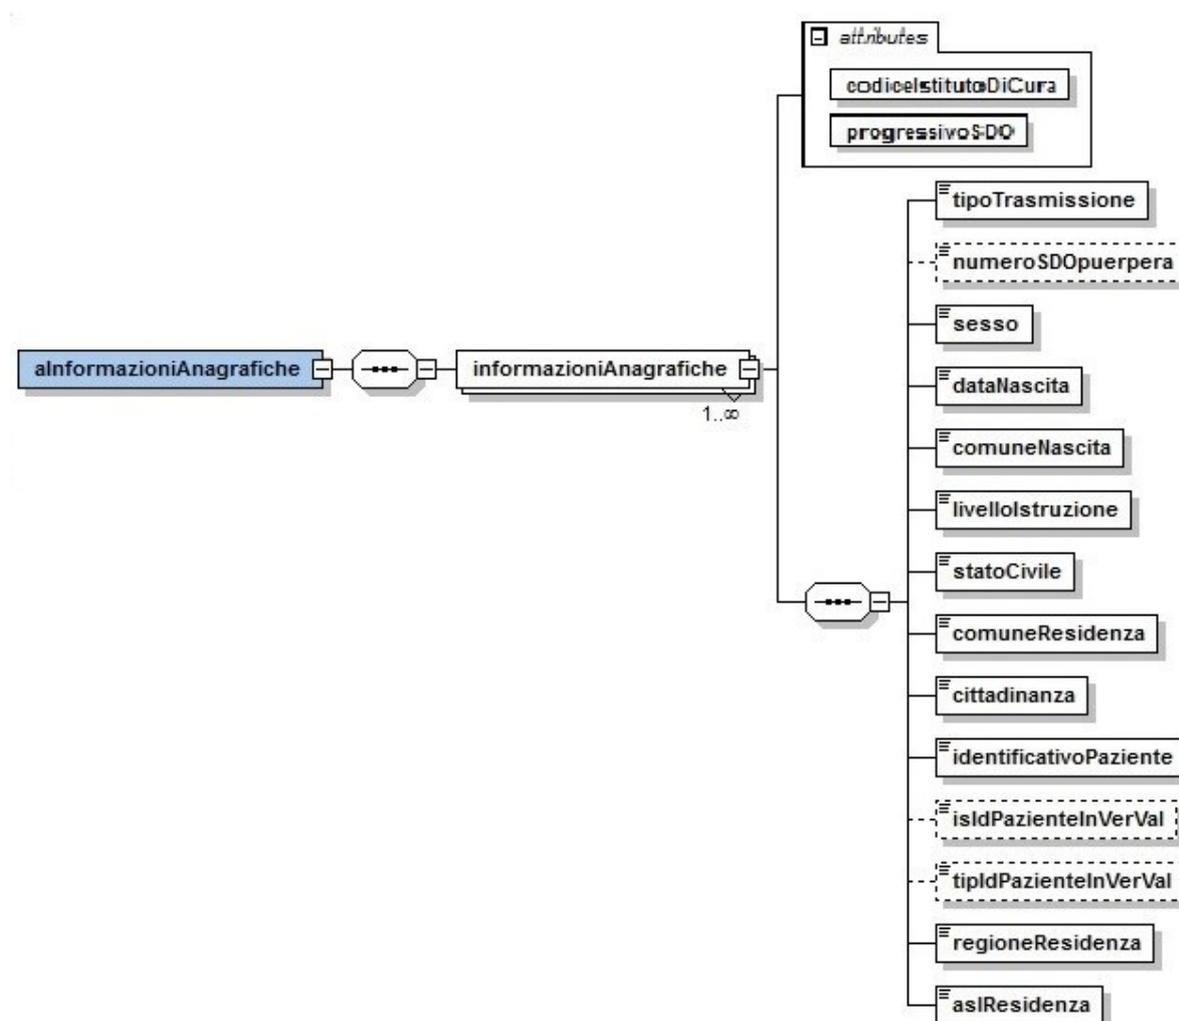 attributes
codiceIstitutoDiCura
progressivoSDO
tipoTrasmissione
numeroSDOpuerpera
sesso
aInformazioniAnagrafiche
informazioniAnagrafiche
1..∞
dataNascita
comuneNascita
livelloIstruzione
statoCivile
comuneResidenza
cittadinanza
identificativoPaziente
isIdPazienteInVerVal
tipIdPazienteInVerVal
regioneResidenza
aslResidenza